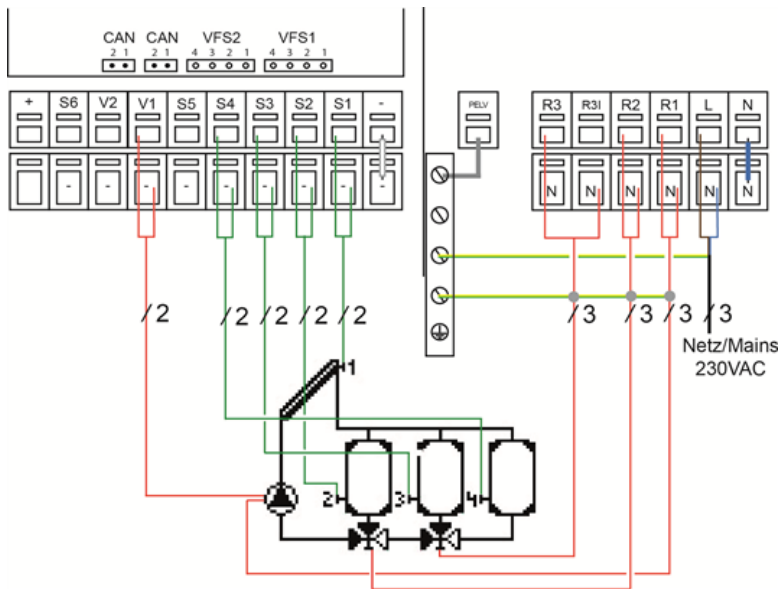 CAN CAN VFS2 VFS1
2 1 2 1 4 3 2 1 4 3 2 1
+ S6 V2 V1 S5 S4 S3 S2 S1 -
- - - - - - - -
PELV
R3 R3I R2 R1 L N
N N N N N N
2 2 2 2 2
3 3 3 3
Netz/Mains
230VAC
1
2 3 4